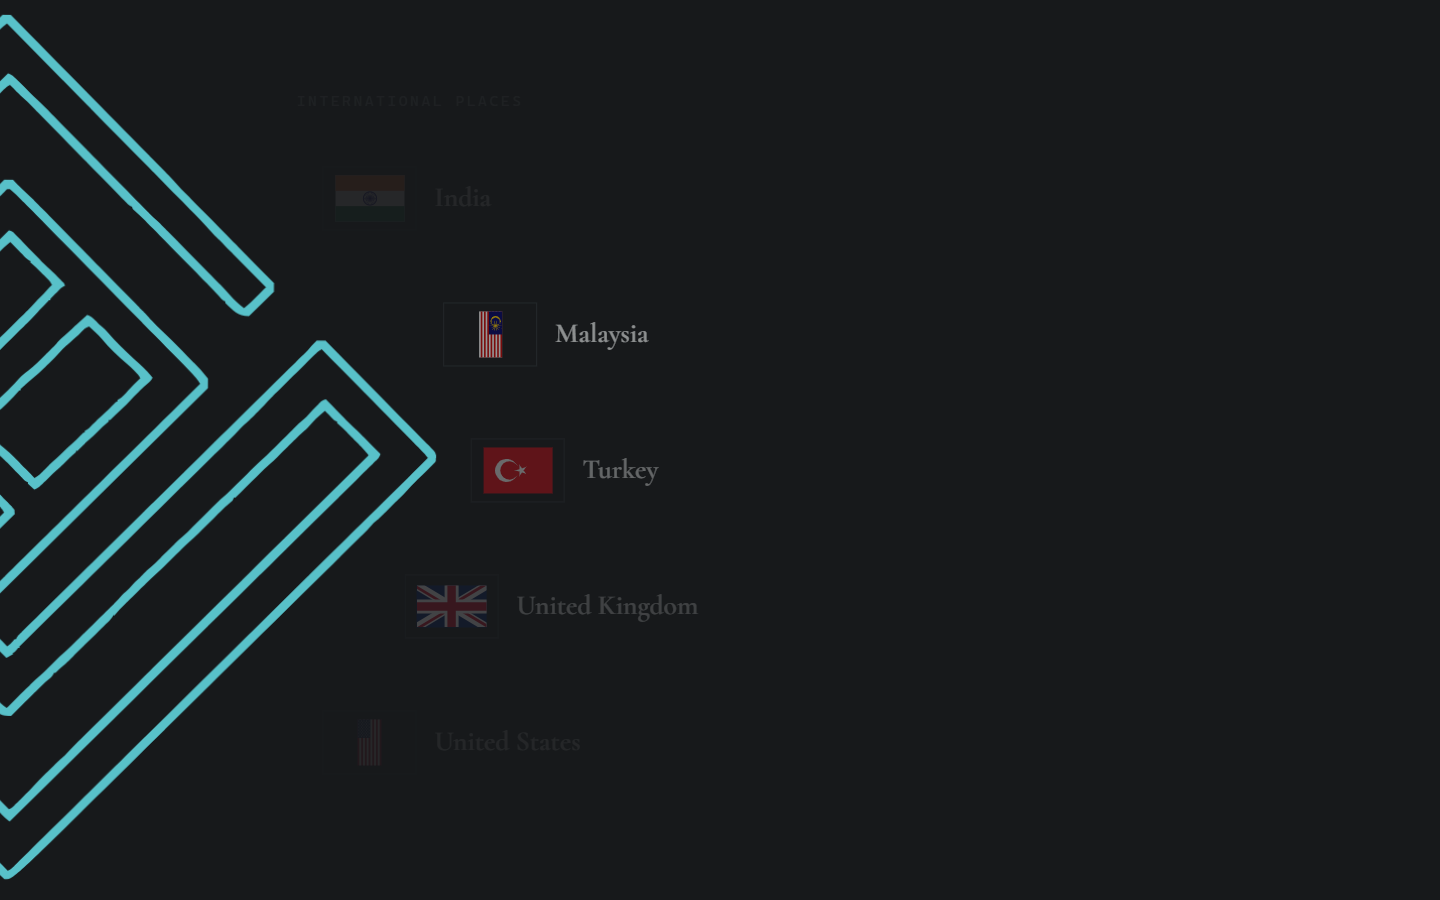 INTERNATIONAL PLACES
India
Malaysia
Turkey
United Kingdom
United States